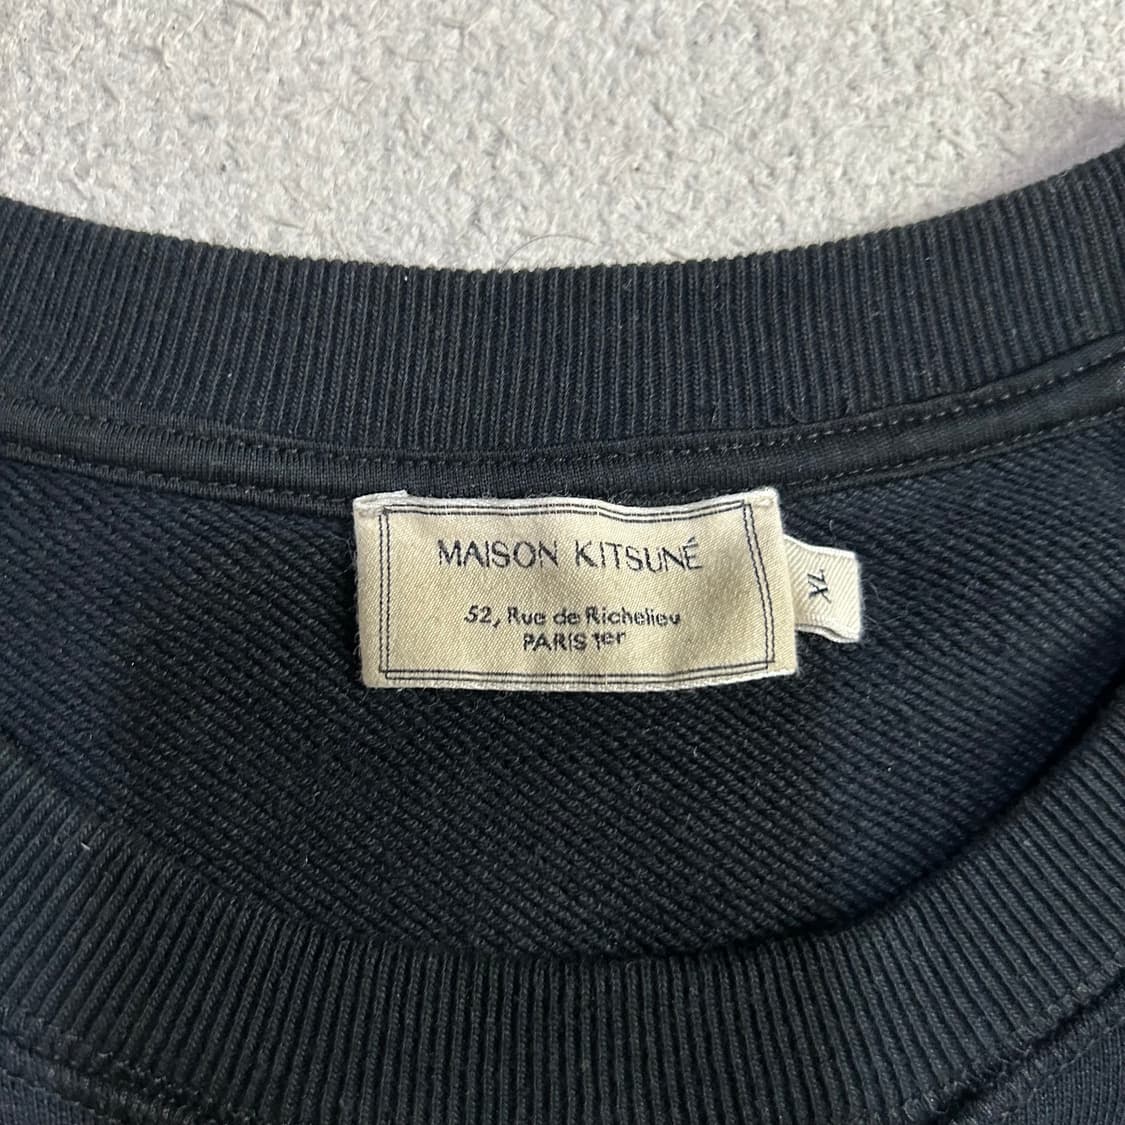 MAISON KITSUNÉ
52, Rue de Richelieu
PARIS 1er
XL